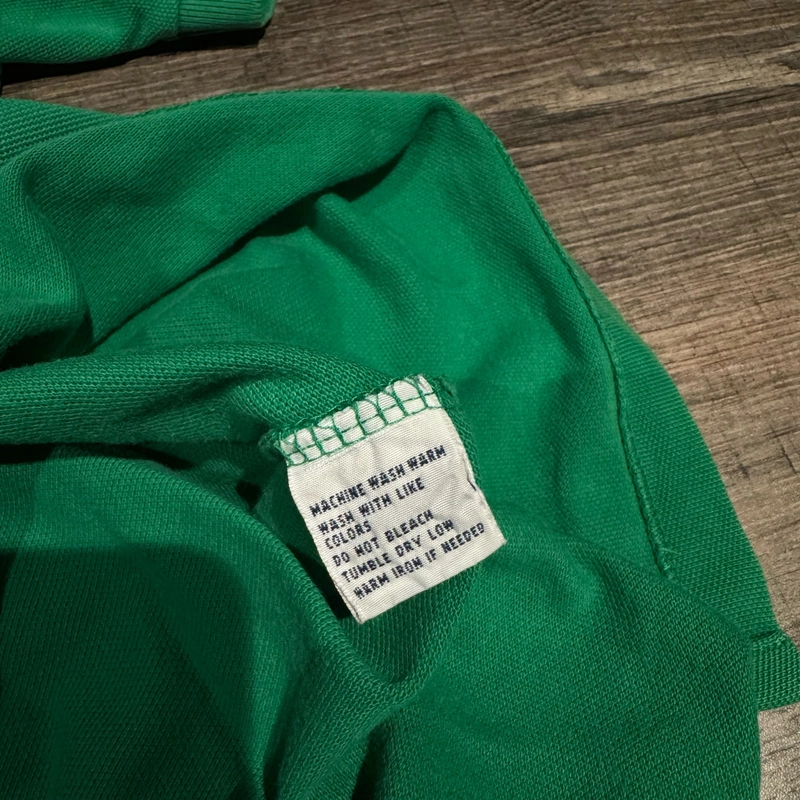 MACHINE WASH WARM
WASH WITH LIKE
COLORS
DO NOT BLEACH
TUMBLE DRY LOW
WARM IRON IF NEEDED